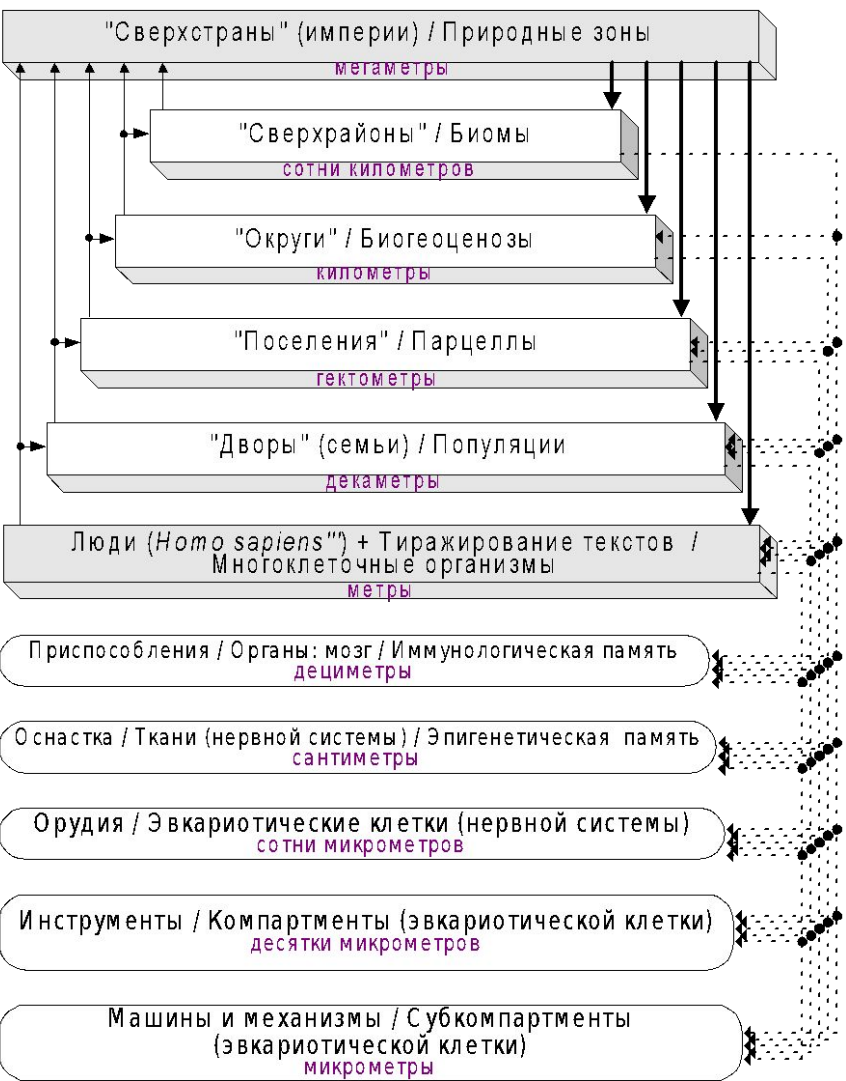 "Сверхстраны" (империи) / Природные зоны
мегаметры
"Сверхрайоны" / Биомы
сотни километров
"Округи" / Биогеоценозы
километры
"Поселения" / Парцеллы
гектометры
"Дворы" (семьи) / Популяции
декаметры
Люди (Homo sapiens''') + Тиражирование текстов /
Многоклеточные организмы
метры
Приспособления / Органы: мозг / Иммунологическая память
дециметры
Оснастка / Ткани (нервной системы) / Эпигенетическая память
сантиметры
Орудия / Эвкариотические клетки (нервной системы)
сотни микрометров
Инструменты / Компартменты (эвкариотической клетки)
десятки микрометров
Машины и механизмы / Субкомпартменты
(эвкариотической клетки)
микрометры